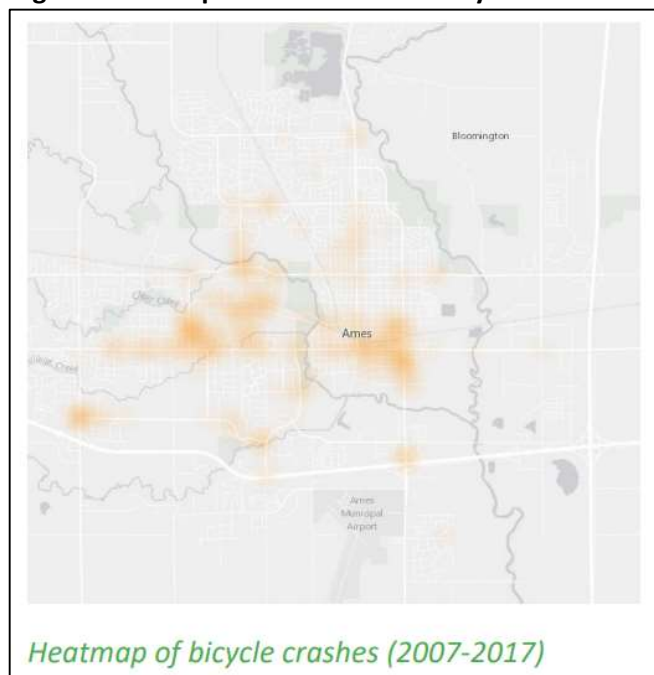 Bloomington
Ames
Ames
Municipal
Airport
Heatmap of bicycle crashes (2007-2017)